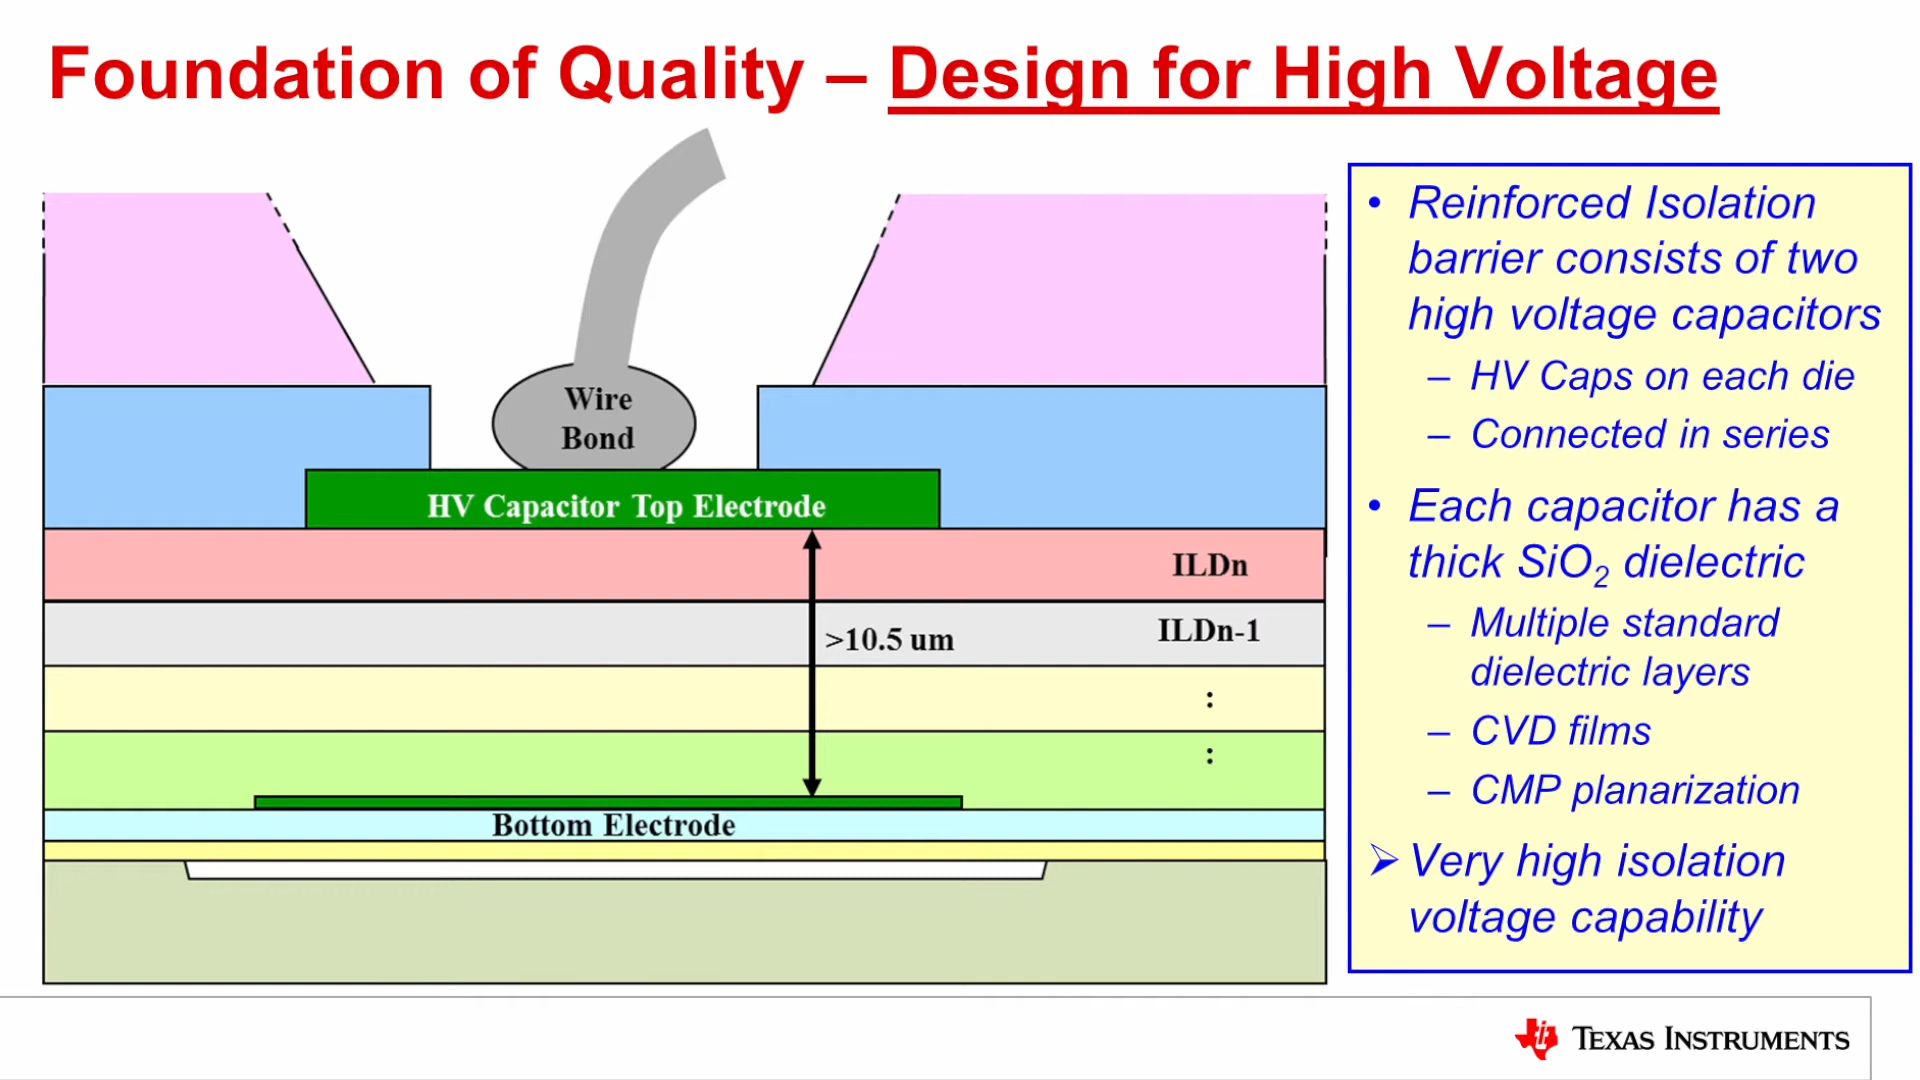 Foundation of Quality – Design for High Voltage
Wire
Bond
HV Capacitor Top Electrode
ILDn
ILDn-1
>10.5 um
:
:
Bottom Electrode
• Reinforced Isolation
barrier consists of two
high voltage capacitors
– HV Caps on each die
– Connected in series
• Each capacitor has a
thick SiO₂ dielectric
– Multiple standard
dielectric layers
– CVD films
– CMP planarization
➢ Very high isolation
voltage capability
TEXAS INSTRUMENTS